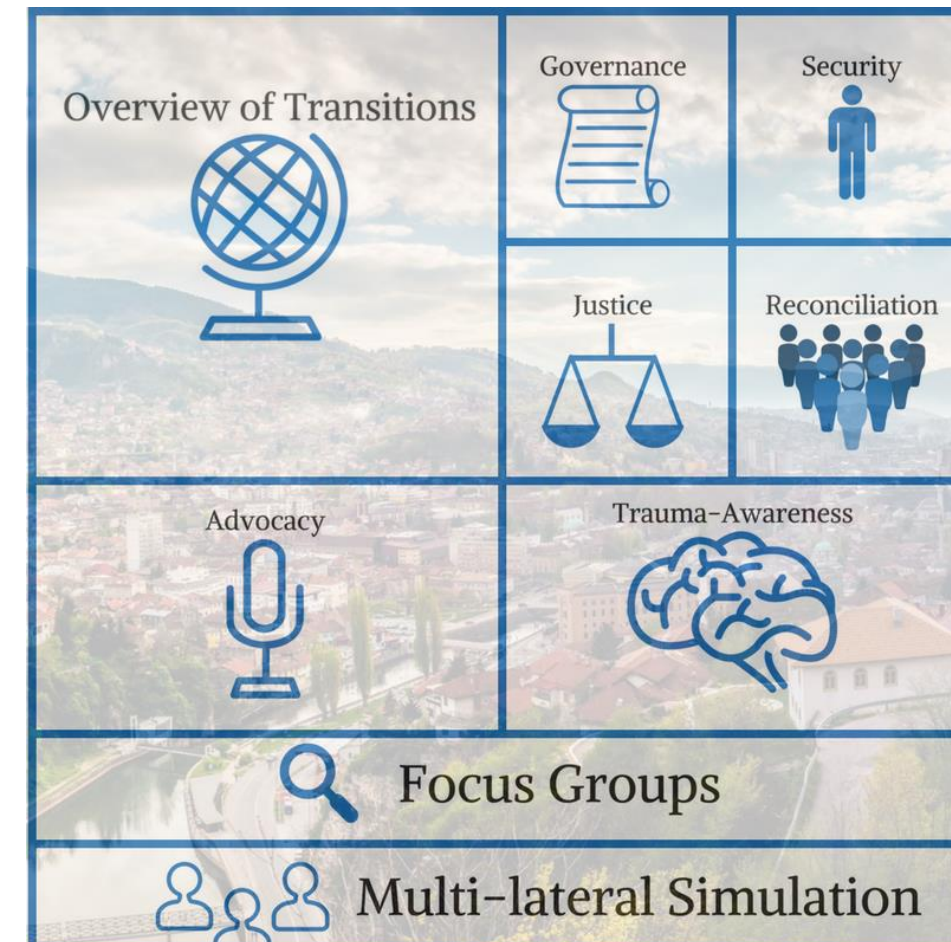 Overview of Transitions
Governance
Security
Justice
Reconciliation
Advocacy
Trauma-Awareness
Focus Groups
Multi-lateral Simulation